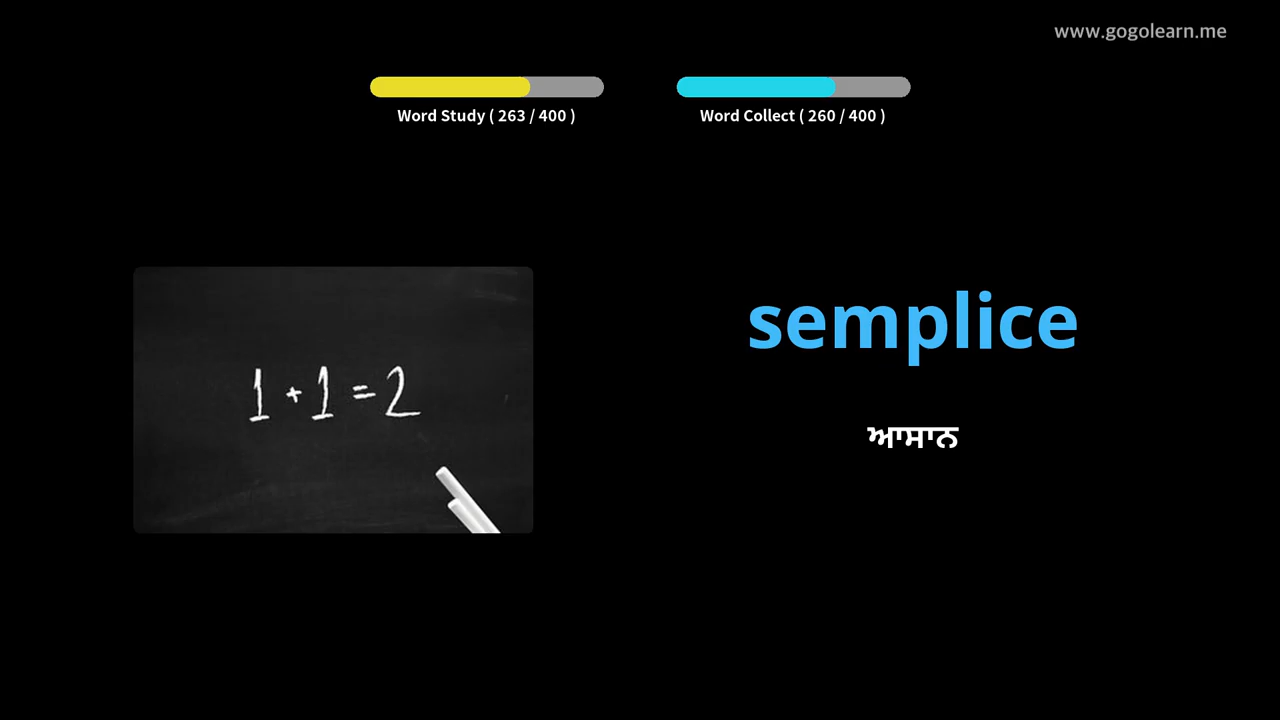 www.gogolearn.me
Word Study ( 263 / 400 )
Word Collect ( 260 / 400 )
1 + 1 = 2
semplice
ਆਸਾਨ